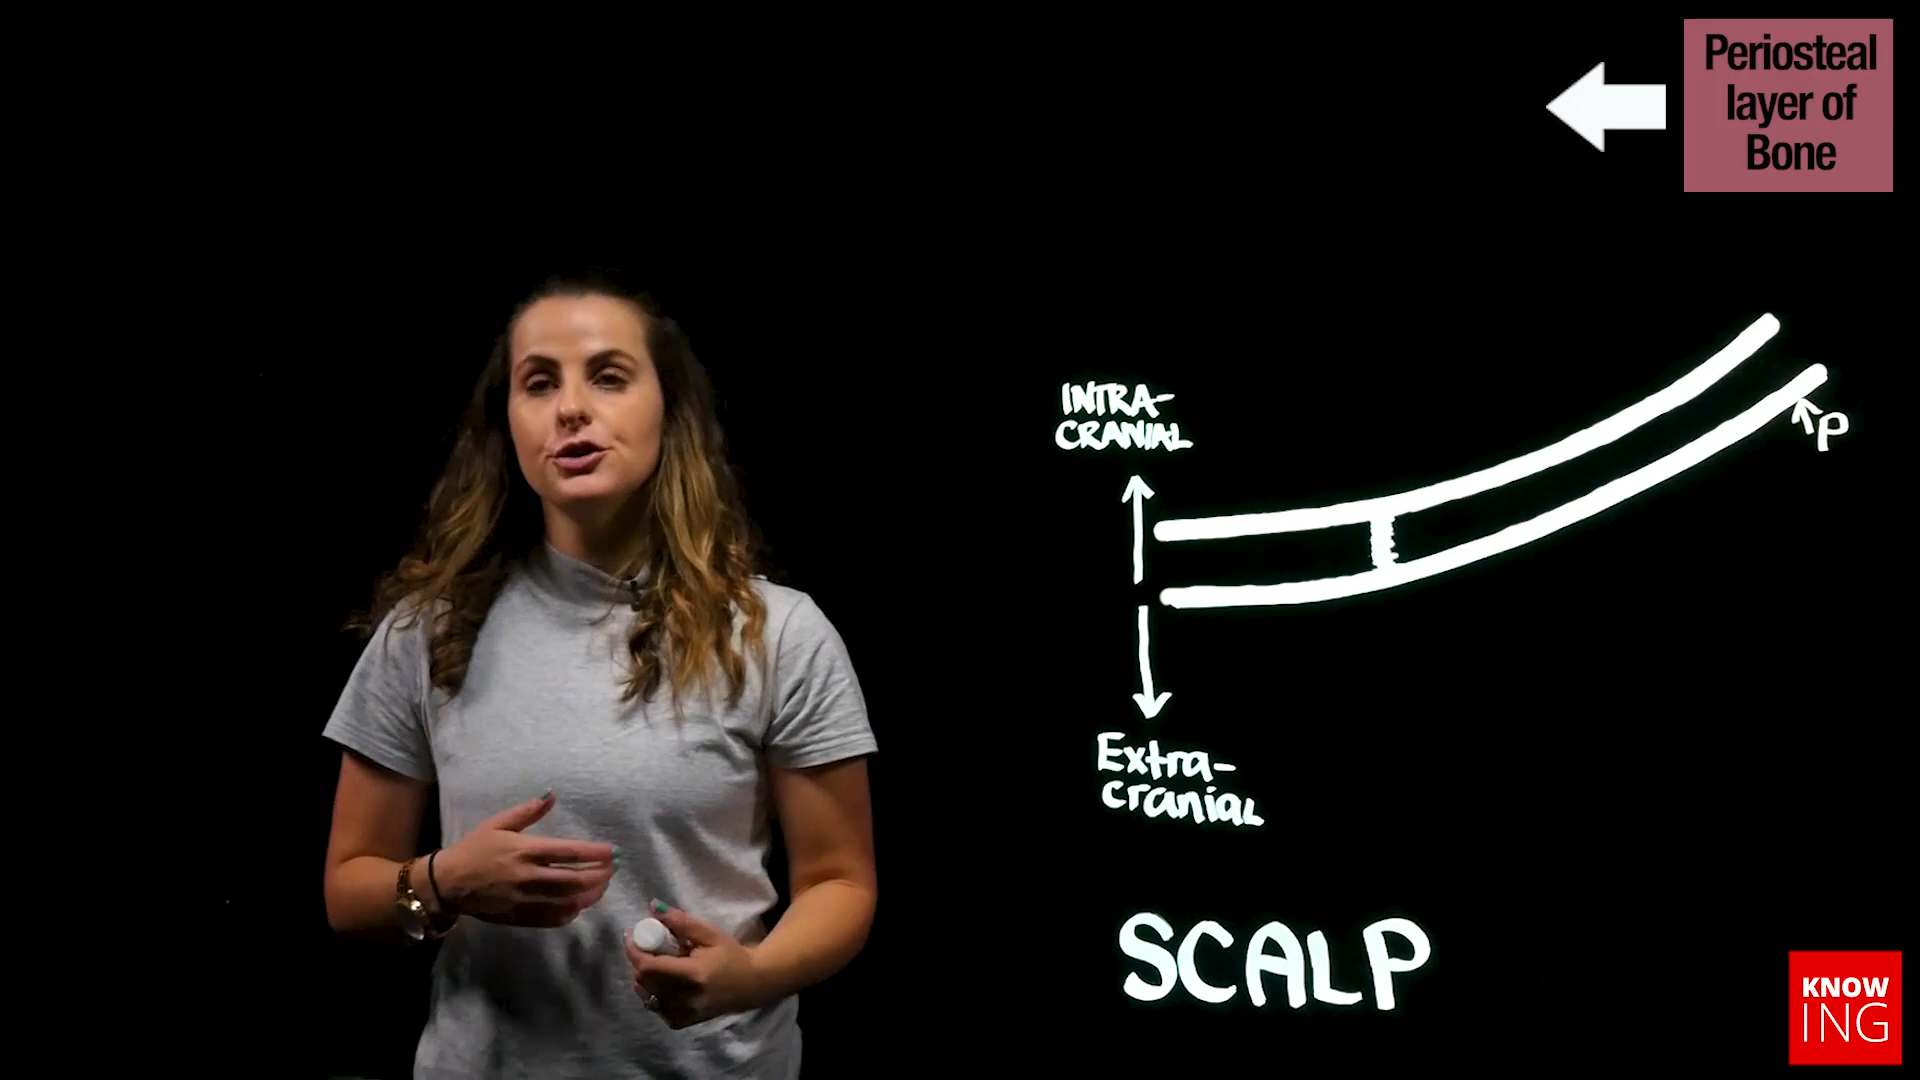 Periosteal
layer of
Bone
INTRA-
CRANIAL
P
Extra-
cranial
SCALP
KNOW
ING